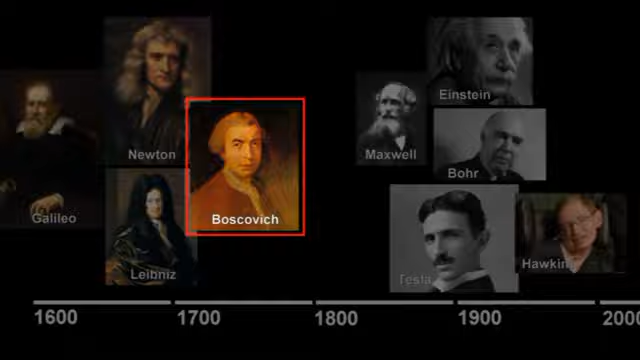 Einstein
Newton
Maxwell
Bohr
Galileo
Boscovich
Leibniz
Hawking
Tesla
1600
1700
1800
1900
2000